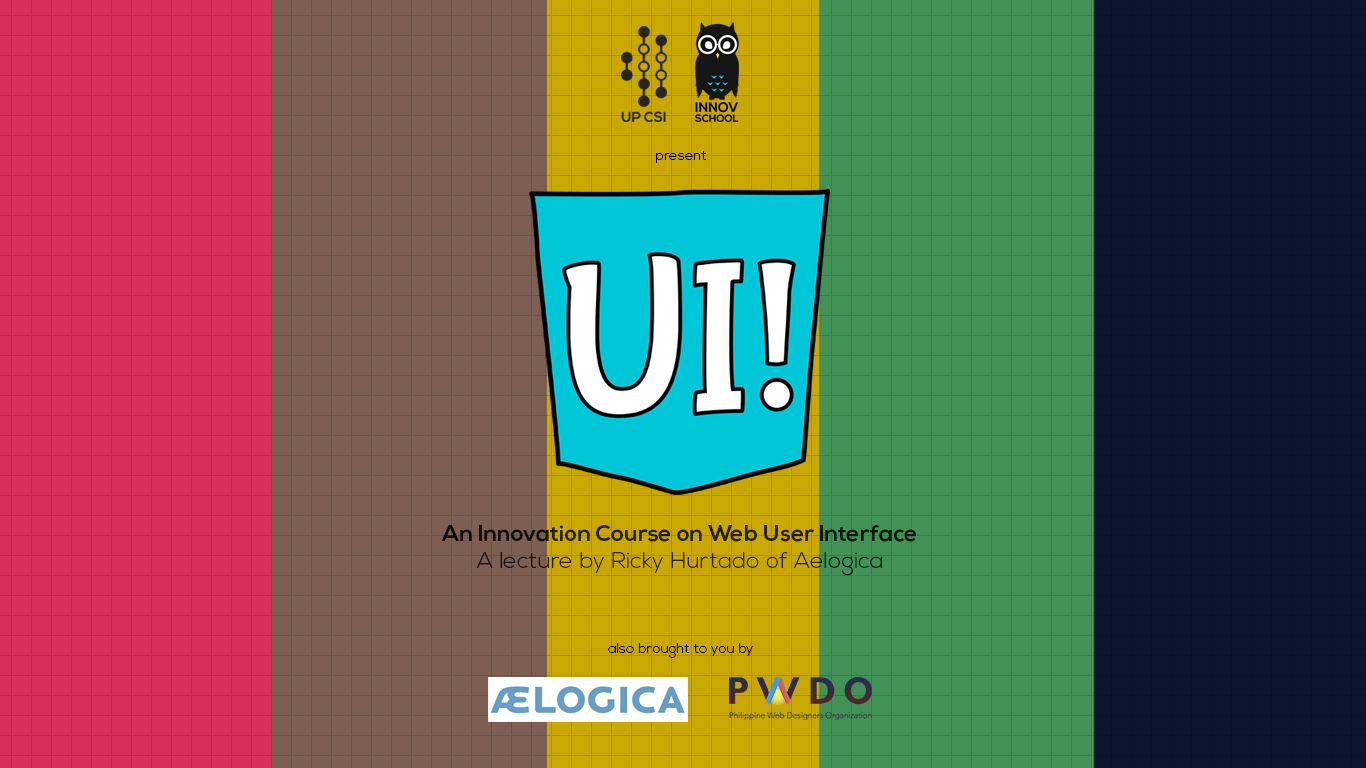 UP CSI
INNOV
SCHOOL
present
UI!
An Innovation Course on Web User Interface
A lecture by Ricky Hurtado of Aelogica
also brought to you by
ÆLOGICA
PWDO
Philippine Web Designers Organization